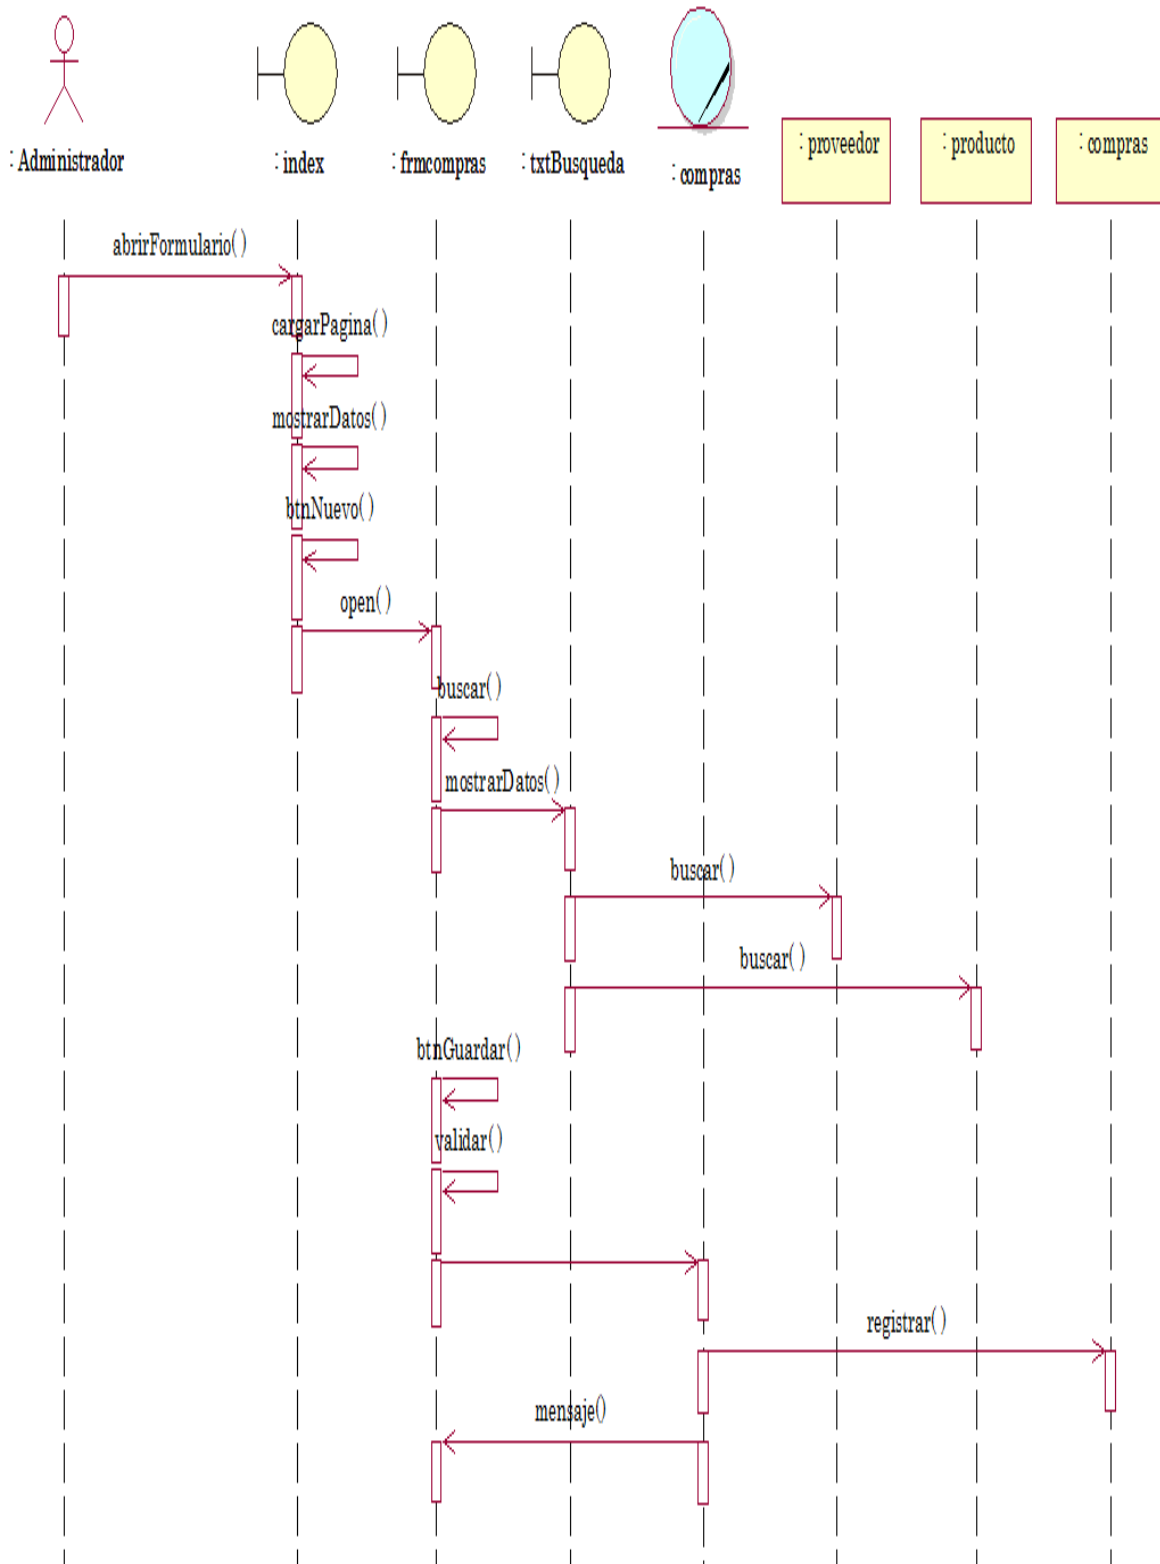 : Administrador
: index
: frmcompras
: txtBusqueda
: compras
: proveedor
: producto
: compras
abrirFormulario( )
cargarPagina( )
mostrarDatos( )
btnNuevo( )
open( )
buscar( )
mostrarDatos( )
buscar( )
buscar( )
btnGuardar( )
validar( )
registrar( )
mensaje()